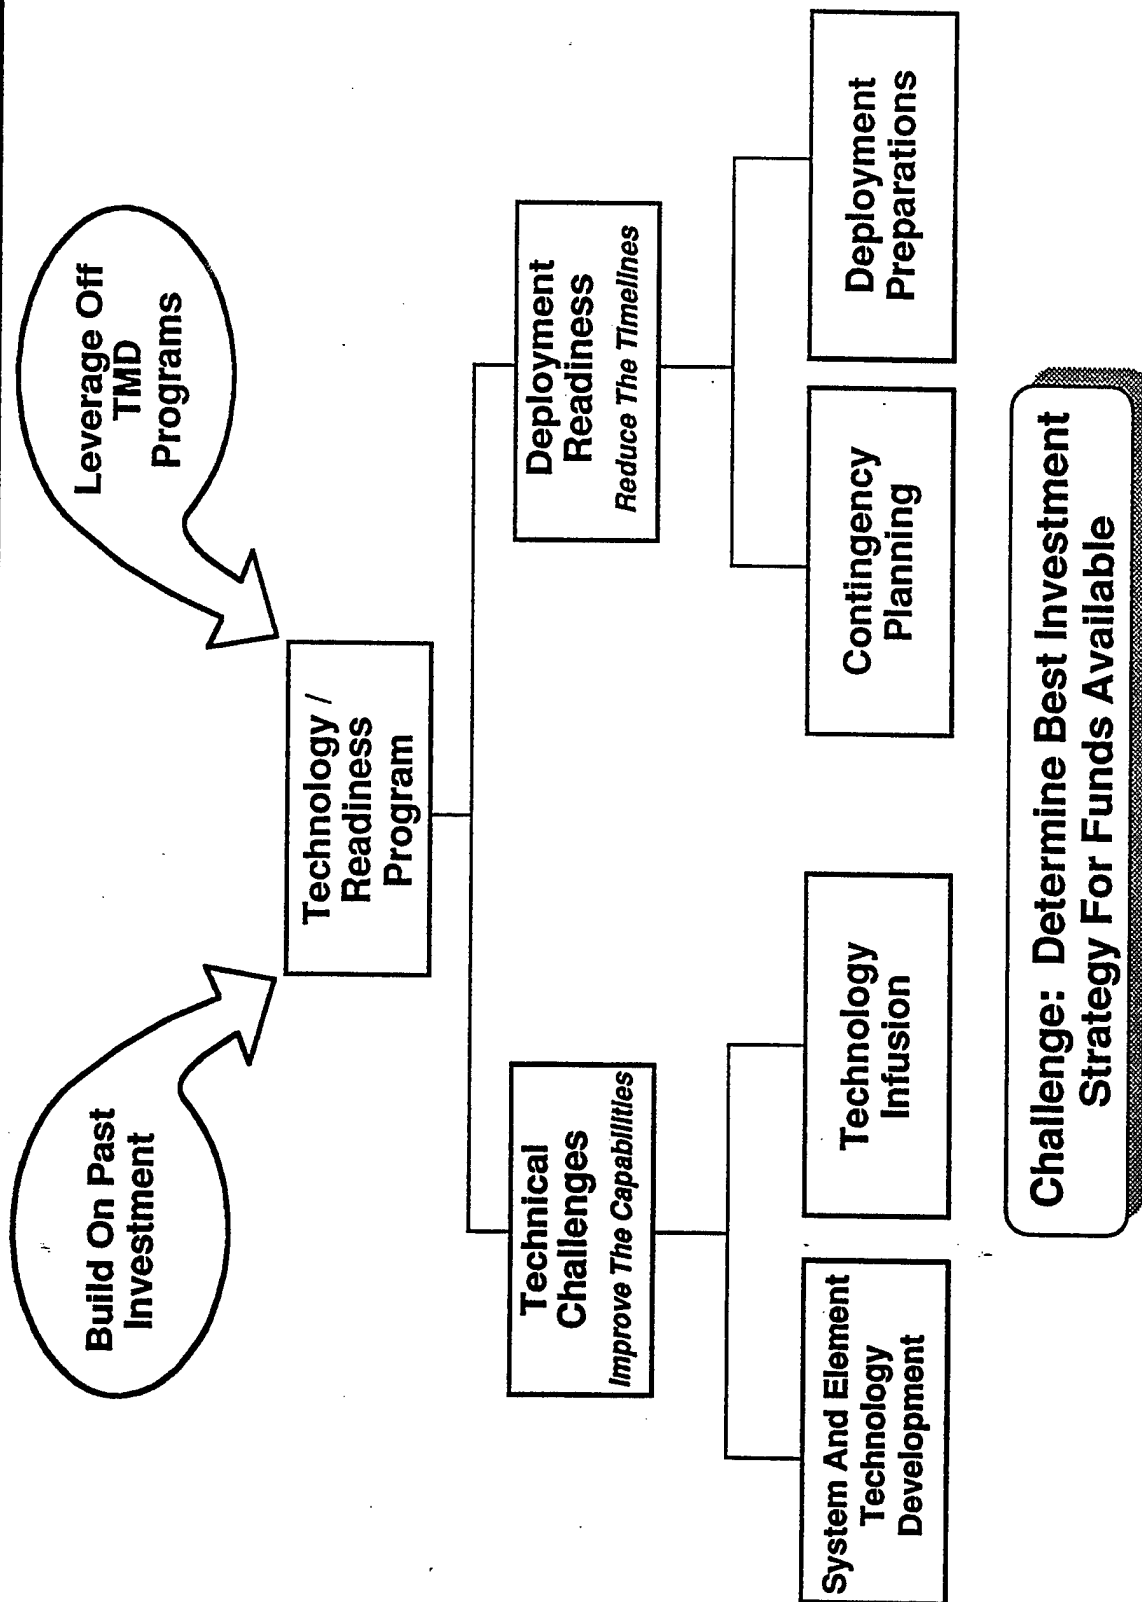 Build On Past
Investment
Leverage Off
TMD
Programs
Technology /
Readiness
Program
Technical
Challenges
Improve The Capabilities
Deployment
Readiness
Reduce The Timelines
System And Element
Technology
Development
Technology
Infusion
Contingency
Planning
Deployment
Preparations
Challenge: Determine Best Investment
Strategy For Funds Available